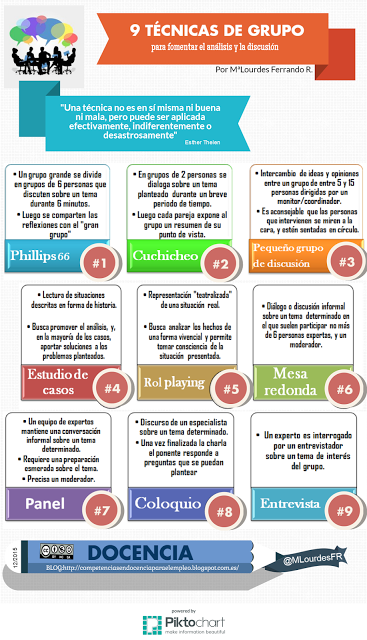 9 TÉCNICAS DE GRUPO
para fomentar el análisis y la discusión
Por MªLourdes Ferrando R.
"Una técnica no es en sí misma ni buena
ni mala, pero puede ser aplicada
efectivamente, indiferentemente o
desastrosamente"
Esther Thelen
• Un grupo grande se divide
en grupos de 6 personas que
discuten sobre un tema
durante 6 minutos.
• Luego se comparten las
reflexiones con el "gran
grupo"
Phillips 66
#1
• En grupos de 2 personas se
dialoga sobre un tema
planteado durante un breve
periodo de tiempo.
• Luego cada pareja expone al
grupo un resumen de su
punto de vista.
Cuchicheo
#2
• Intercambio de ideas y opiniones
entre un grupo de entre 5 y 15
personas dirigidas por un
monitor/coordinador.
• Es aconsejable que las personas
que intervienen se miren a la
cara, y estén sentadas en círculo.
Pequeño grupo
de discusión
#3
• Lectura de situaciones
descritas en forma de historia.
• Busca promover el análisis, y,
en la mayoría de los casos,
aportar soluciones a los
problemas planteados.
Estudio de
casos
#4
• Representación "teatralizada"
de una situación real.
• Busca analizar los hechos de
una forma vivencial y permite
tomar consciencia de la
situación presentada.
Rol playing
#5
• Diálogo o discusión informal
sobre un tema determinado en
el que suelen participar no más
de 6 personas expertas, y un
moderador.
Mesa
redonda
#6
• Un equipo de expertos
mantiene una conversación
informal sobre un tema
determinado.
• Requiere una preparación
esmerada sobre el tema.
• Precisa un moderador.
Panel
#7
• Discurso de un especialista
sobre un tema determinado.
• Una vez finalizada la charla
el ponente responde a
preguntas que se puedan
plantear
Coloquio
#8
• Un experto es interrogado
por un entrevistador
sobre un tema de interés
del grupo.
Entrevista
#9
12/2015
DOCENCIA
BLOG:http://competenciasendocenciaparaelempleo.blogspot.com.es/
@MLourdesFR
powered by
Piktochart
make information beautiful